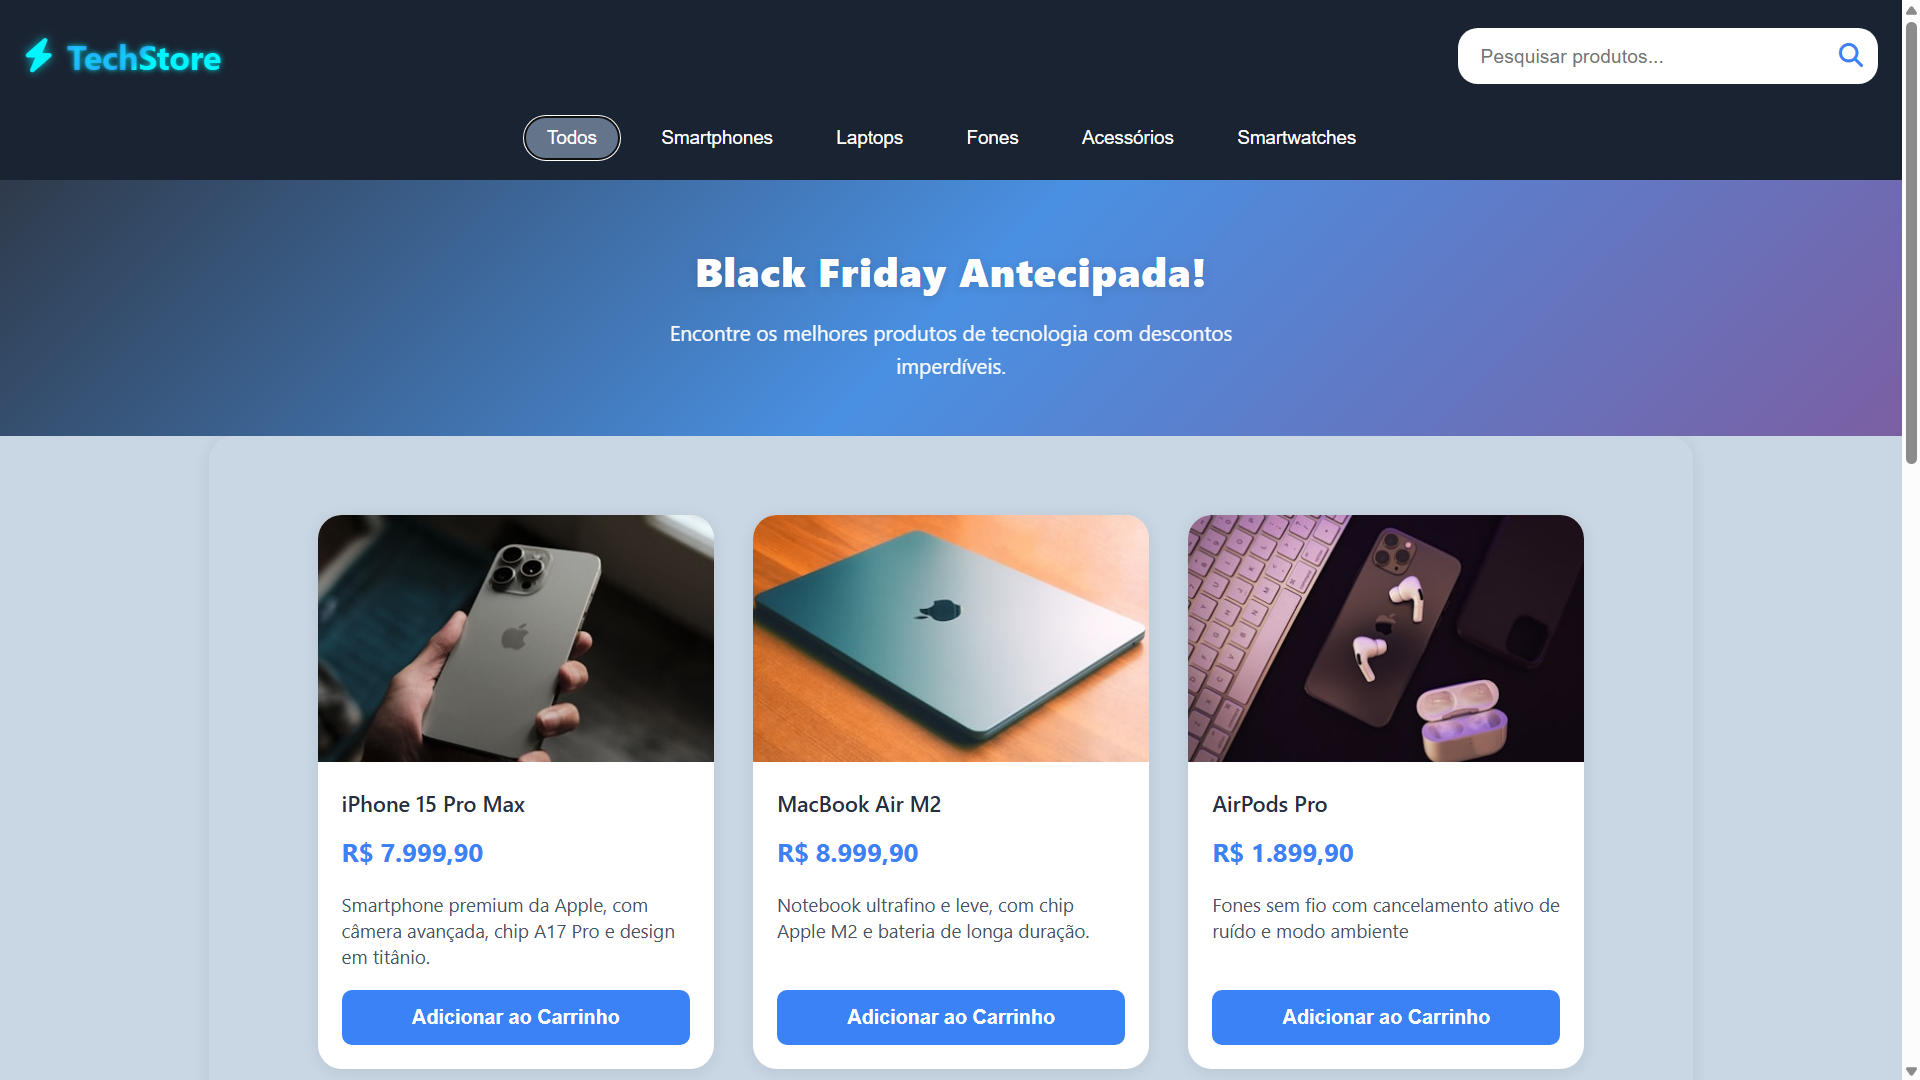 TechStore
Pesquisar produtos...
Todos
Smartphones
Laptops
Fones
Acessórios
Smartwatches
Black Friday Antecipada!
Encontre os melhores produtos de tecnologia com descontos
imperdíveis.
iPhone 15 Pro Max
R$ 7.999,90
Smartphone premium da Apple, com
câmera avançada, chip A17 Pro e design
em titânio.
Adicionar ao Carrinho
MacBook Air M2
R$ 8.999,90
Notebook ultrafino e leve, com chip
Apple M2 e bateria de longa duração.
Adicionar ao Carrinho
AirPods Pro
R$ 1.899,90
Fones sem fio com cancelamento ativo de
ruído e modo ambiente
Adicionar ao Carrinho